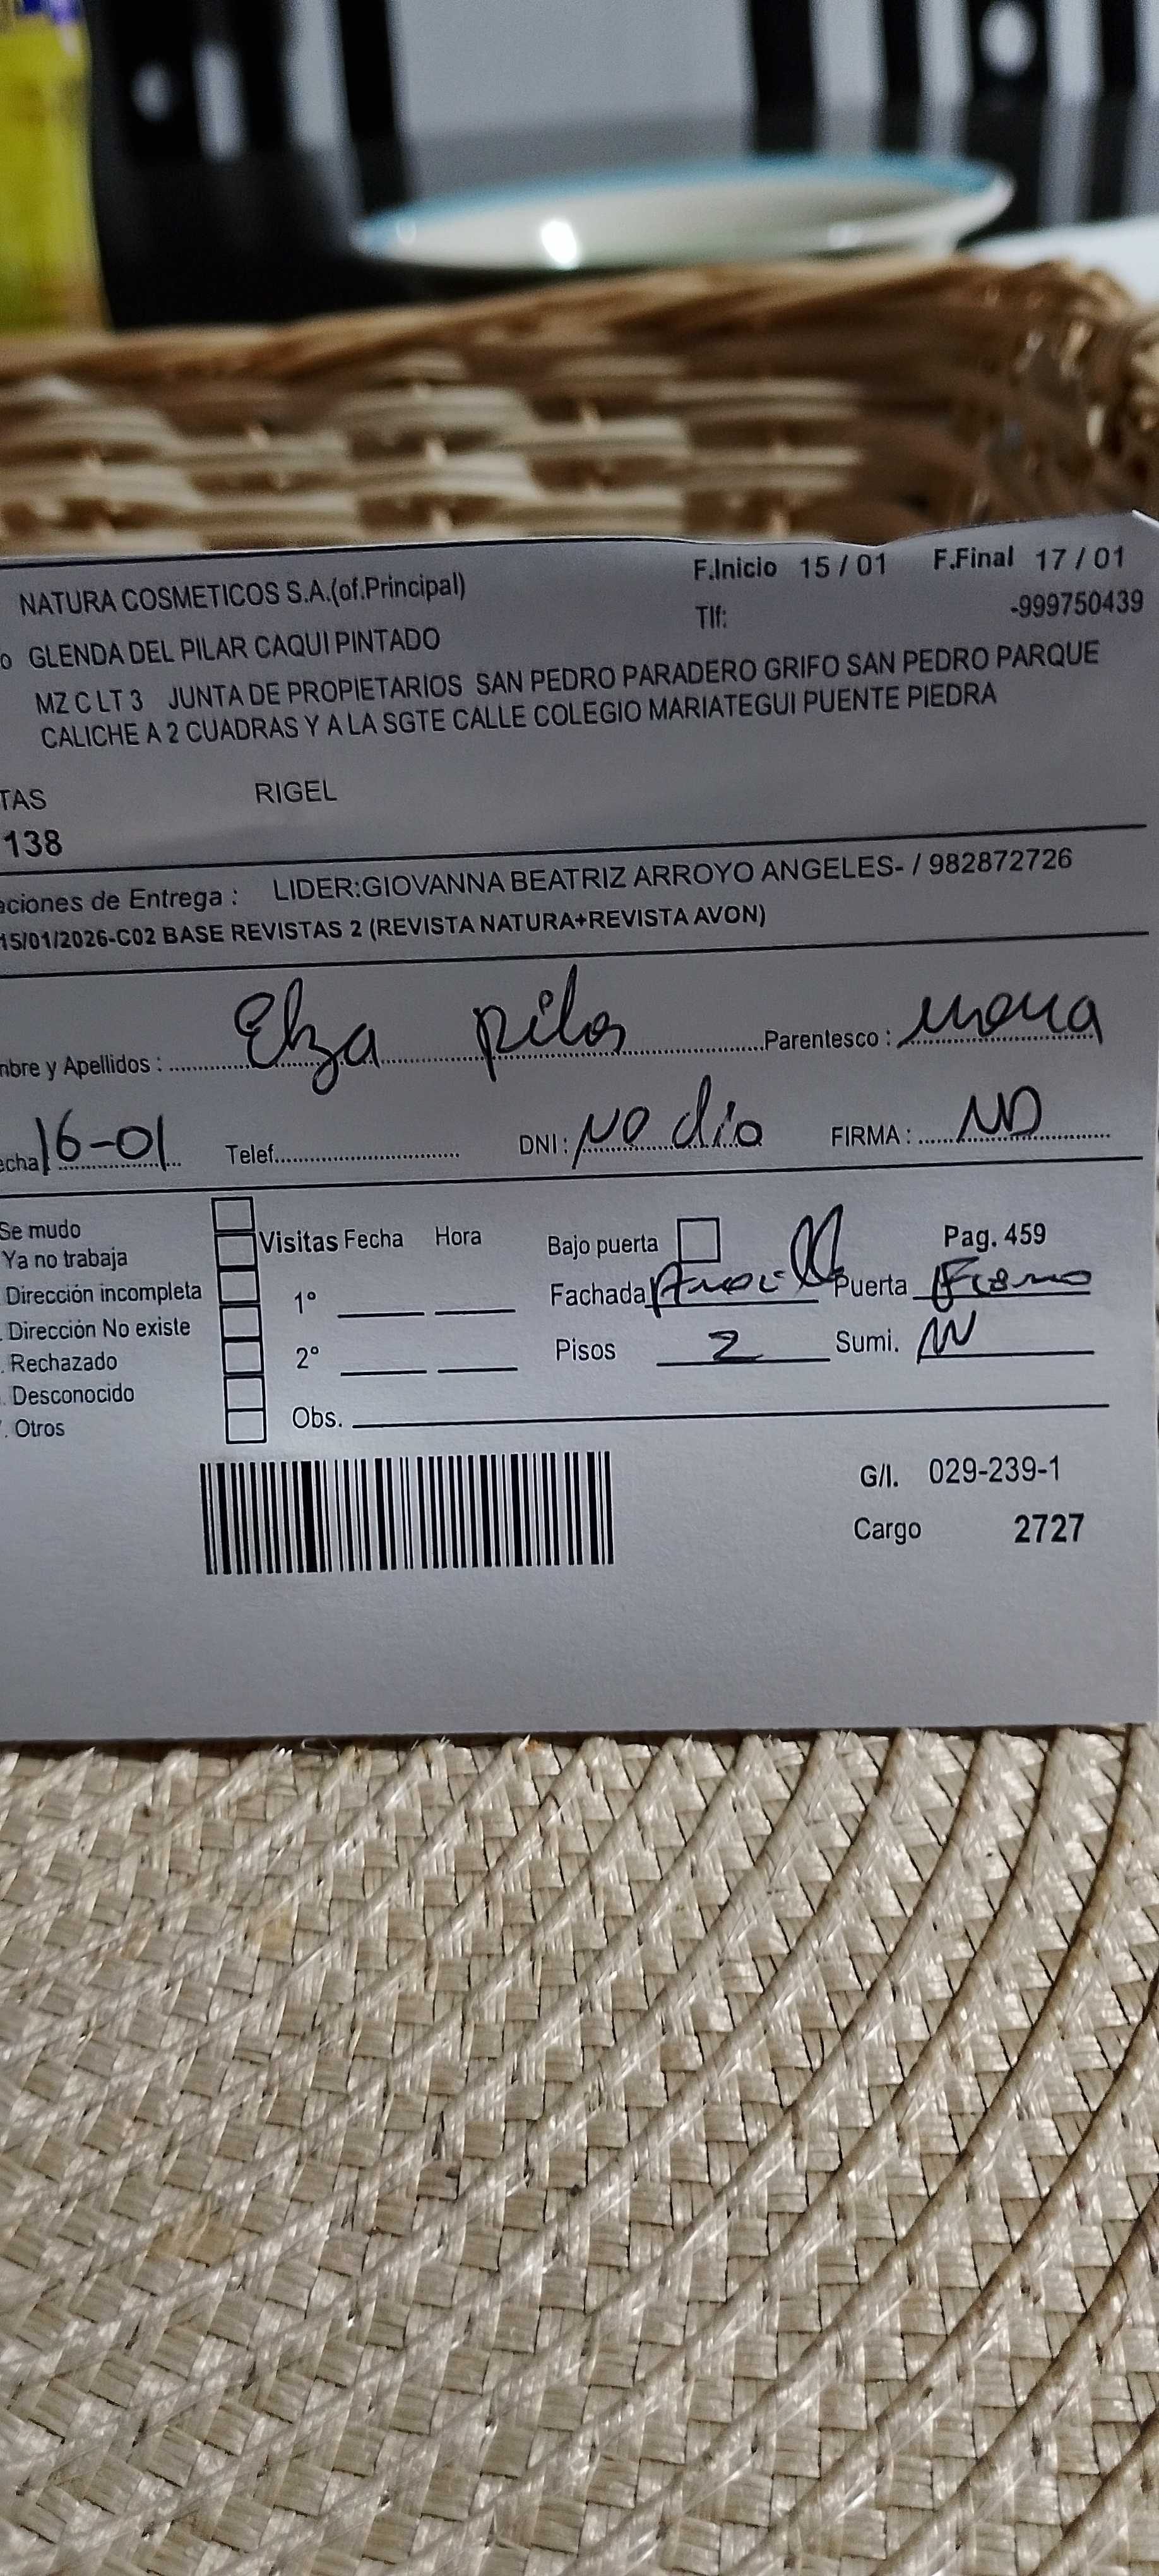 NATURA COSMETICOS S.A.(of.Principal) F.Inicio 15 / 01 F.Final 17 / 01
o GLENDA DEL PILAR CAQUI PINTADO Tlf: -999750439
MZ C LT 3 JUNTA DE PROPIETARIOS SAN PEDRO PARADERO GRIFO SAN PEDRO PARQUE
CALICHE A 2 CUADRAS Y A LA SGTE CALLE COLEGIO MARIATEGUI PUENTE PIEDRA
TAS RIGEL
138
aciones de Entrega : LIDER:GIOVANNA BEATRIZ ARROYO ANGELES- / 982872726
15/01/2026-C02 BASE REVISTAS 2 (REVISTA NATURA+REVISTA AVON)
mbre y Apellidos : Elza Parentesco :
echa 16-01 Telef. DNI : NO dio FIRMA : ND
Se mudo
Ya no trabaja Visitas Fecha Hora Bajo puerta Pag. 459
Dirección incompleta 1° Fachada Puerta
. Dirección No existe
. Rechazado 2° Pisos 2 Sumi.
. Desconocido
. Otros Obs.
G/I. 029-239-1
Cargo 2727